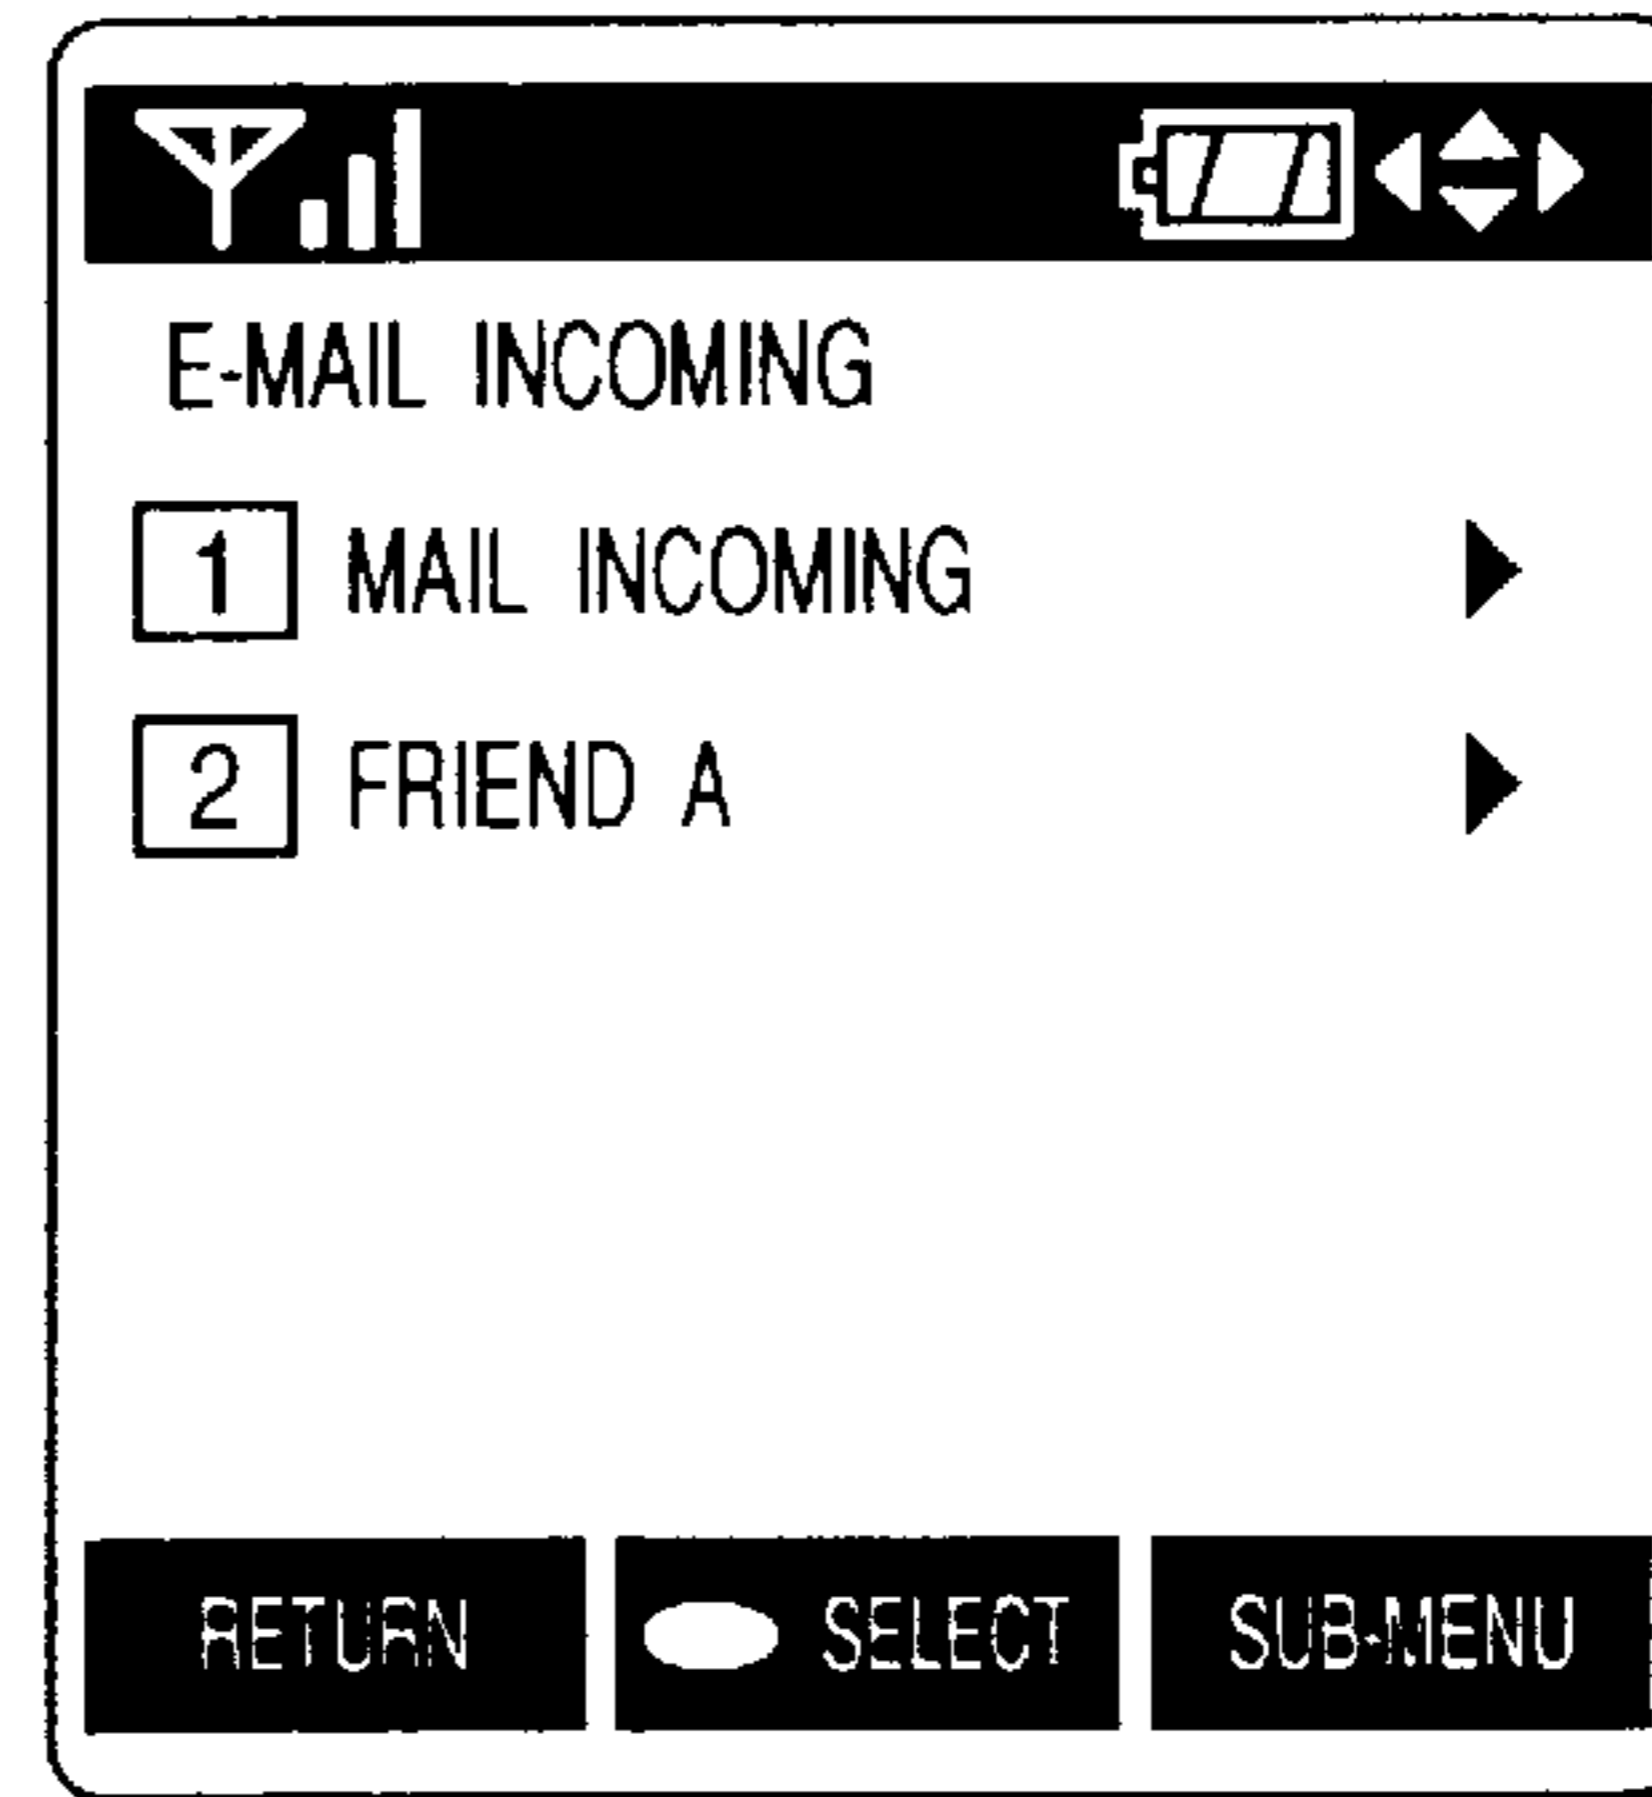 E-MAIL INCOMING
1 MAIL INCOMING
2 FRIEND A
RETURN SELECT SUB-MENU